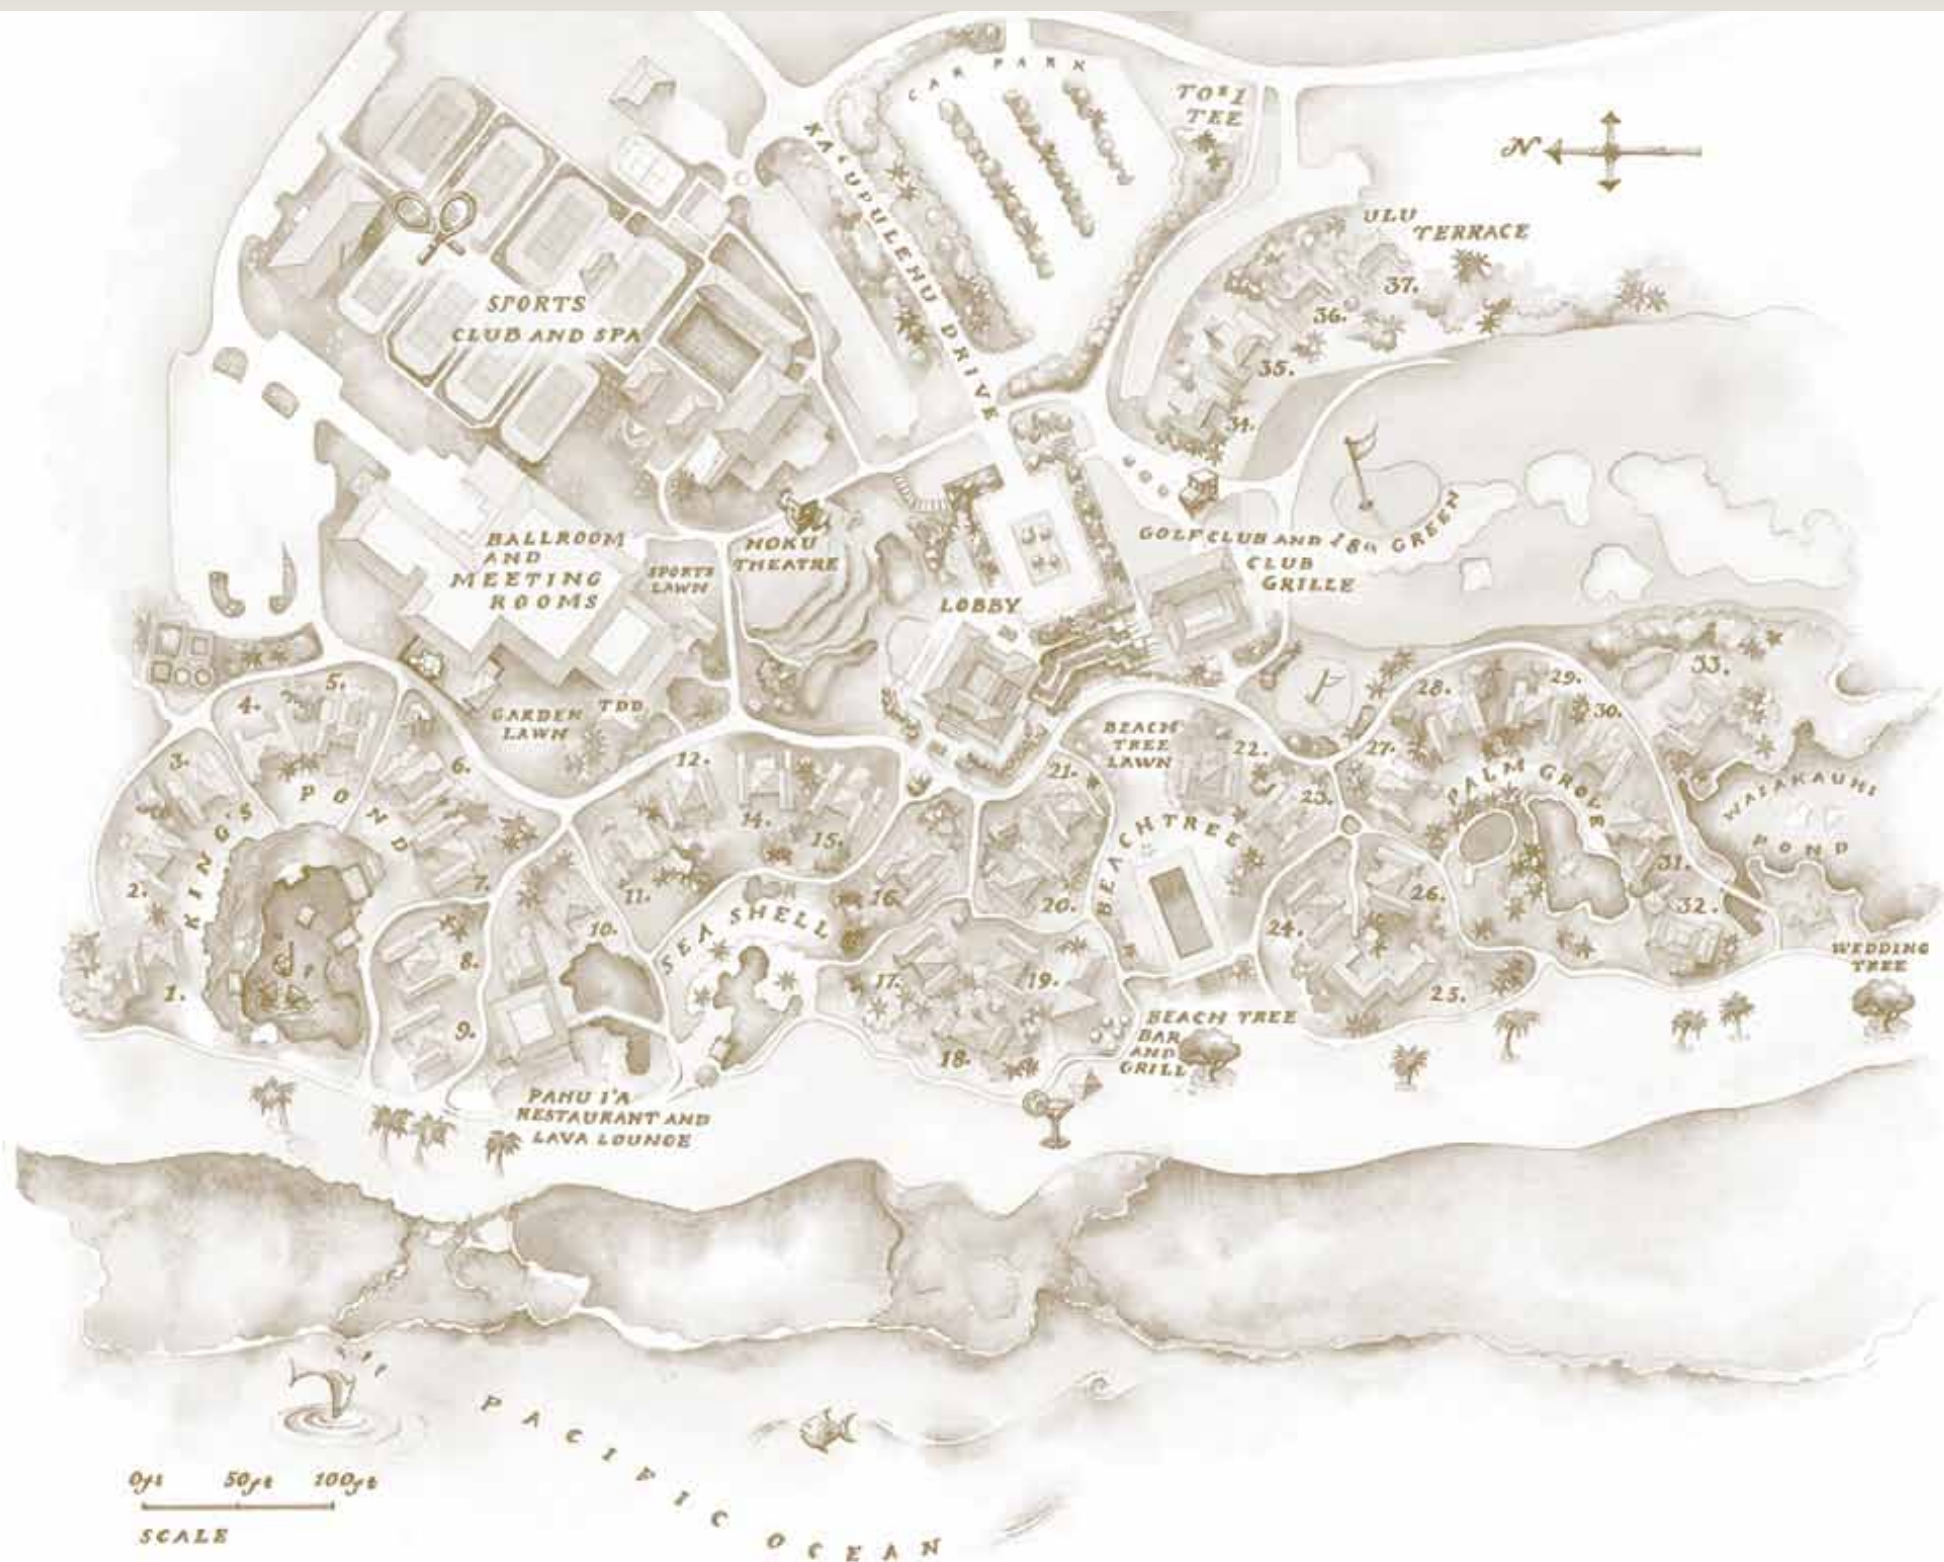 CAR PARK
TO #1
TEE
KA'UPULEHU DRIVE
N
ULU
TERRACE
37.
36.
35.
34.
SPORTS
CLUB AND SPA
BALLROOM
AND
MEETING
ROOMS
SPORTS
LAWN
HOKU
THEATRE
LOBBY
GOLF CLUB AND 18th GREEN
CLUB
GRILLE
GARDEN
LAWN
TDD
BEACH
TREE
LAWN
5.
4.
3.
2.
1.
KING'S POND
6.
7.
8.
9.
10.
11.
12.
14.
15.
16.
SEA SHELL
17.
18.
19.
20.
21.
BEACHTREE
22.
23.
24.
25.
26.
27.
28.
29.
30.
31.
32.
33.
PALM GROVE
WAIAKAUHI
POND
WEDDING
TREE
BEACH TREE
BAR
AND
GRILL
PAHU I'A
RESTAURANT AND
LAVA LOUNGE
PACIFIC OCEAN
0ft 50ft 100ft
SCALE